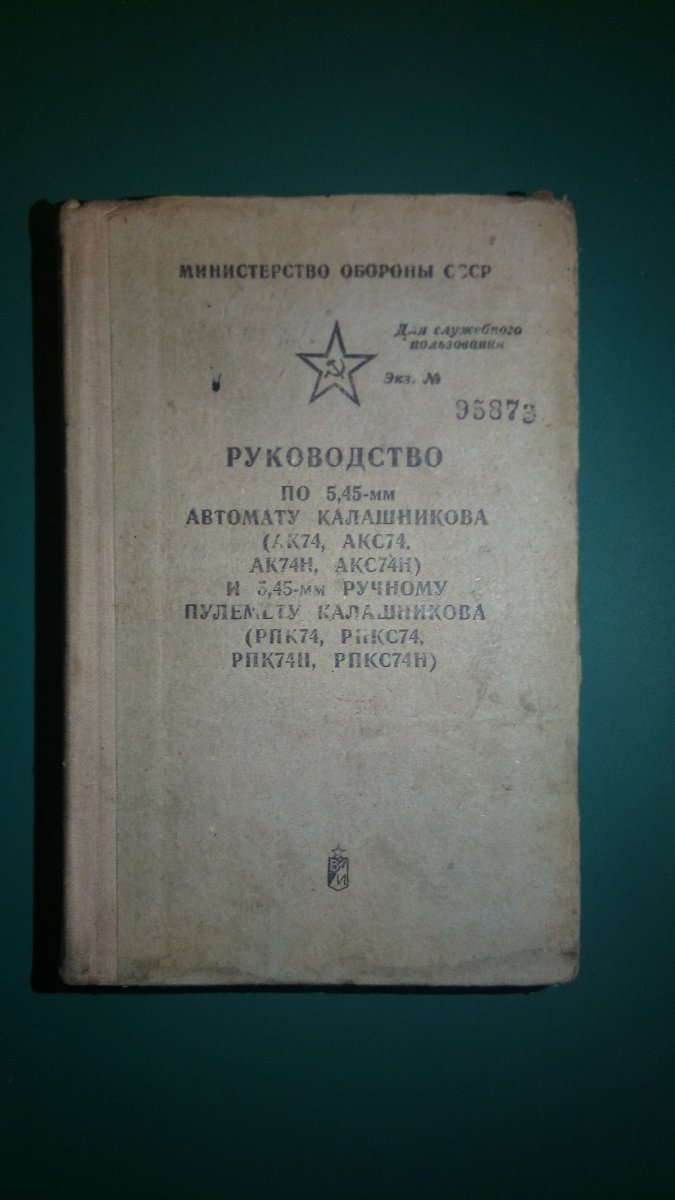 МИНИСТЕРСТВО ОБОРОНЫ СССР
Для служебного
пользования
Экз. №
95873
РУКОВОДСТВО
ПО 5,45-мм
АВТОМАТУ КАЛАШНИКОВА
(АК74, АКС74,
АК74Н, АКС74Н)
И 5,45-мм РУЧНОМУ
ПУЛЕМЕТУ КАЛАШНИКОВА
(РПК74, РПКС74,
РПК74Н, РПКС74Н)